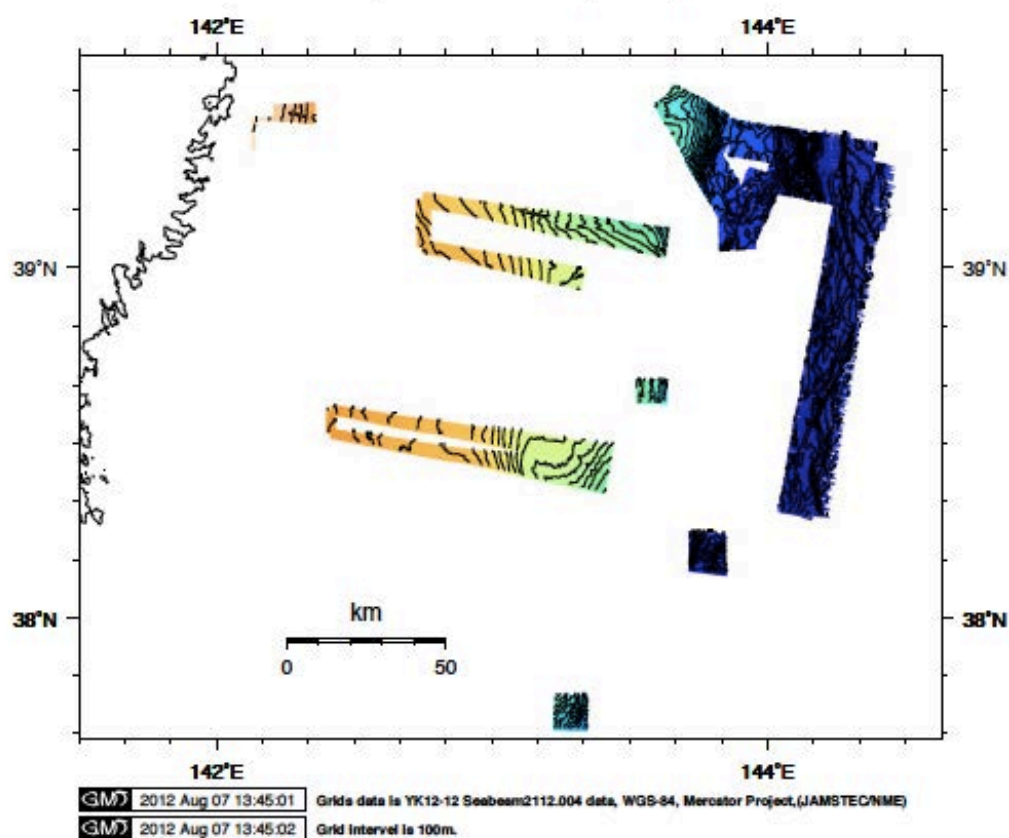 142°E 144°E
39°N 39°N
38°N 38°N
km
0 50
142°E 144°E
GMT 2012 Aug 07 13:45:01 Grids data is YK12-12 Seabeam2112.004 data, WGS-84, Mercator Project,(JAMSTEC/NME)
GMT 2012 Aug 07 13:45:02 Grid interval is 100m.